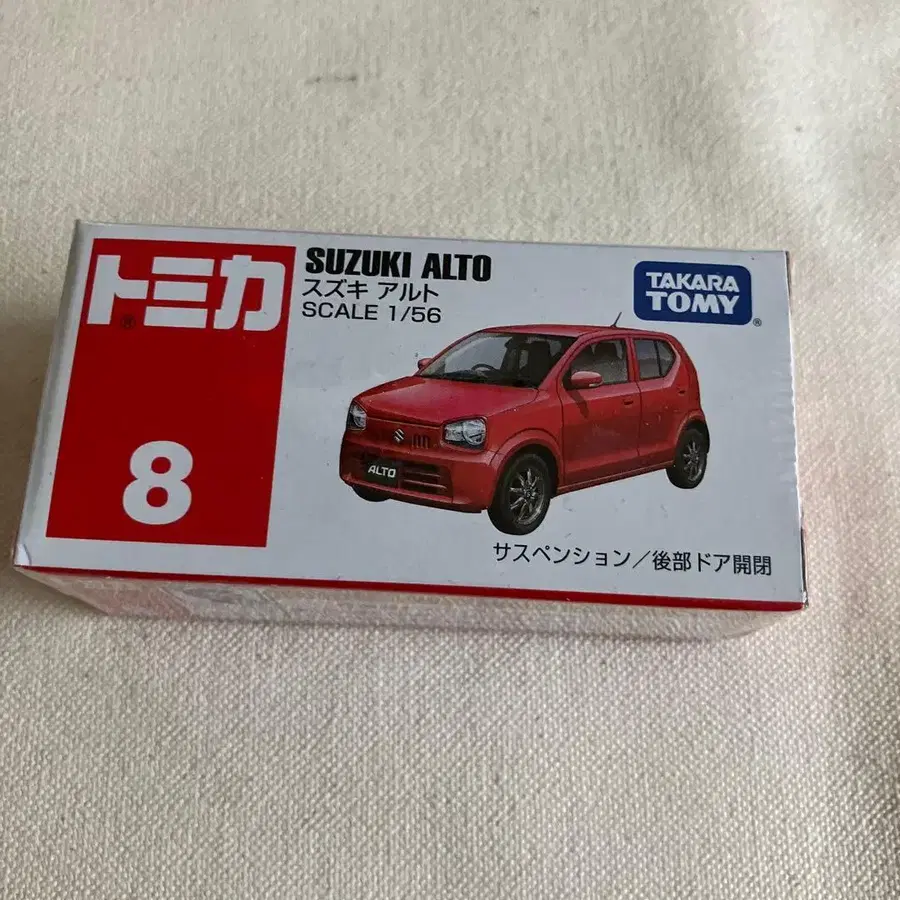 トミカ®
8
SUZUKI ALTO
スズキ アルト
SCALE 1/56
TAKARA
TOMY®
ALTO
サスペンション/後部ドア開閉